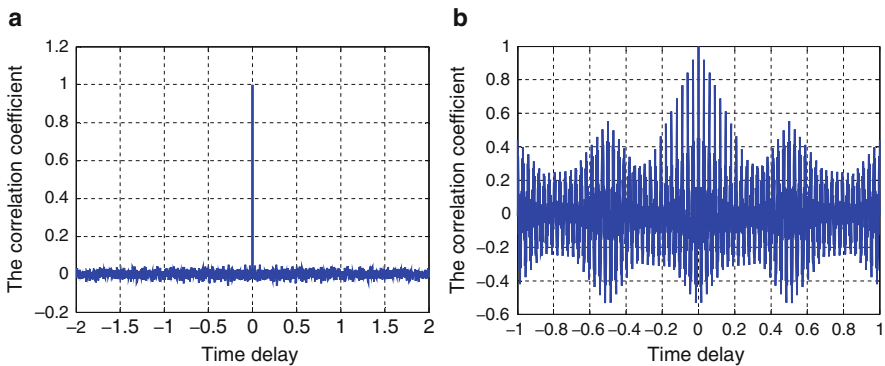 a
The correlation coefficient
1.2
1
0.8
0.6
0.4
0.2
0
−0.2
−2 −1.5 −1 −0.5 0 0.5 1 1.5 2
Time delay
b
The correlation coefficient
1
0.8
0.6
0.4
0.2
0
−0.2
−0.4
−0.6
−1 −0.8 −0.6 −0.4 −0.2 0 0.2 0.4 0.6 0.8 1
Time delay